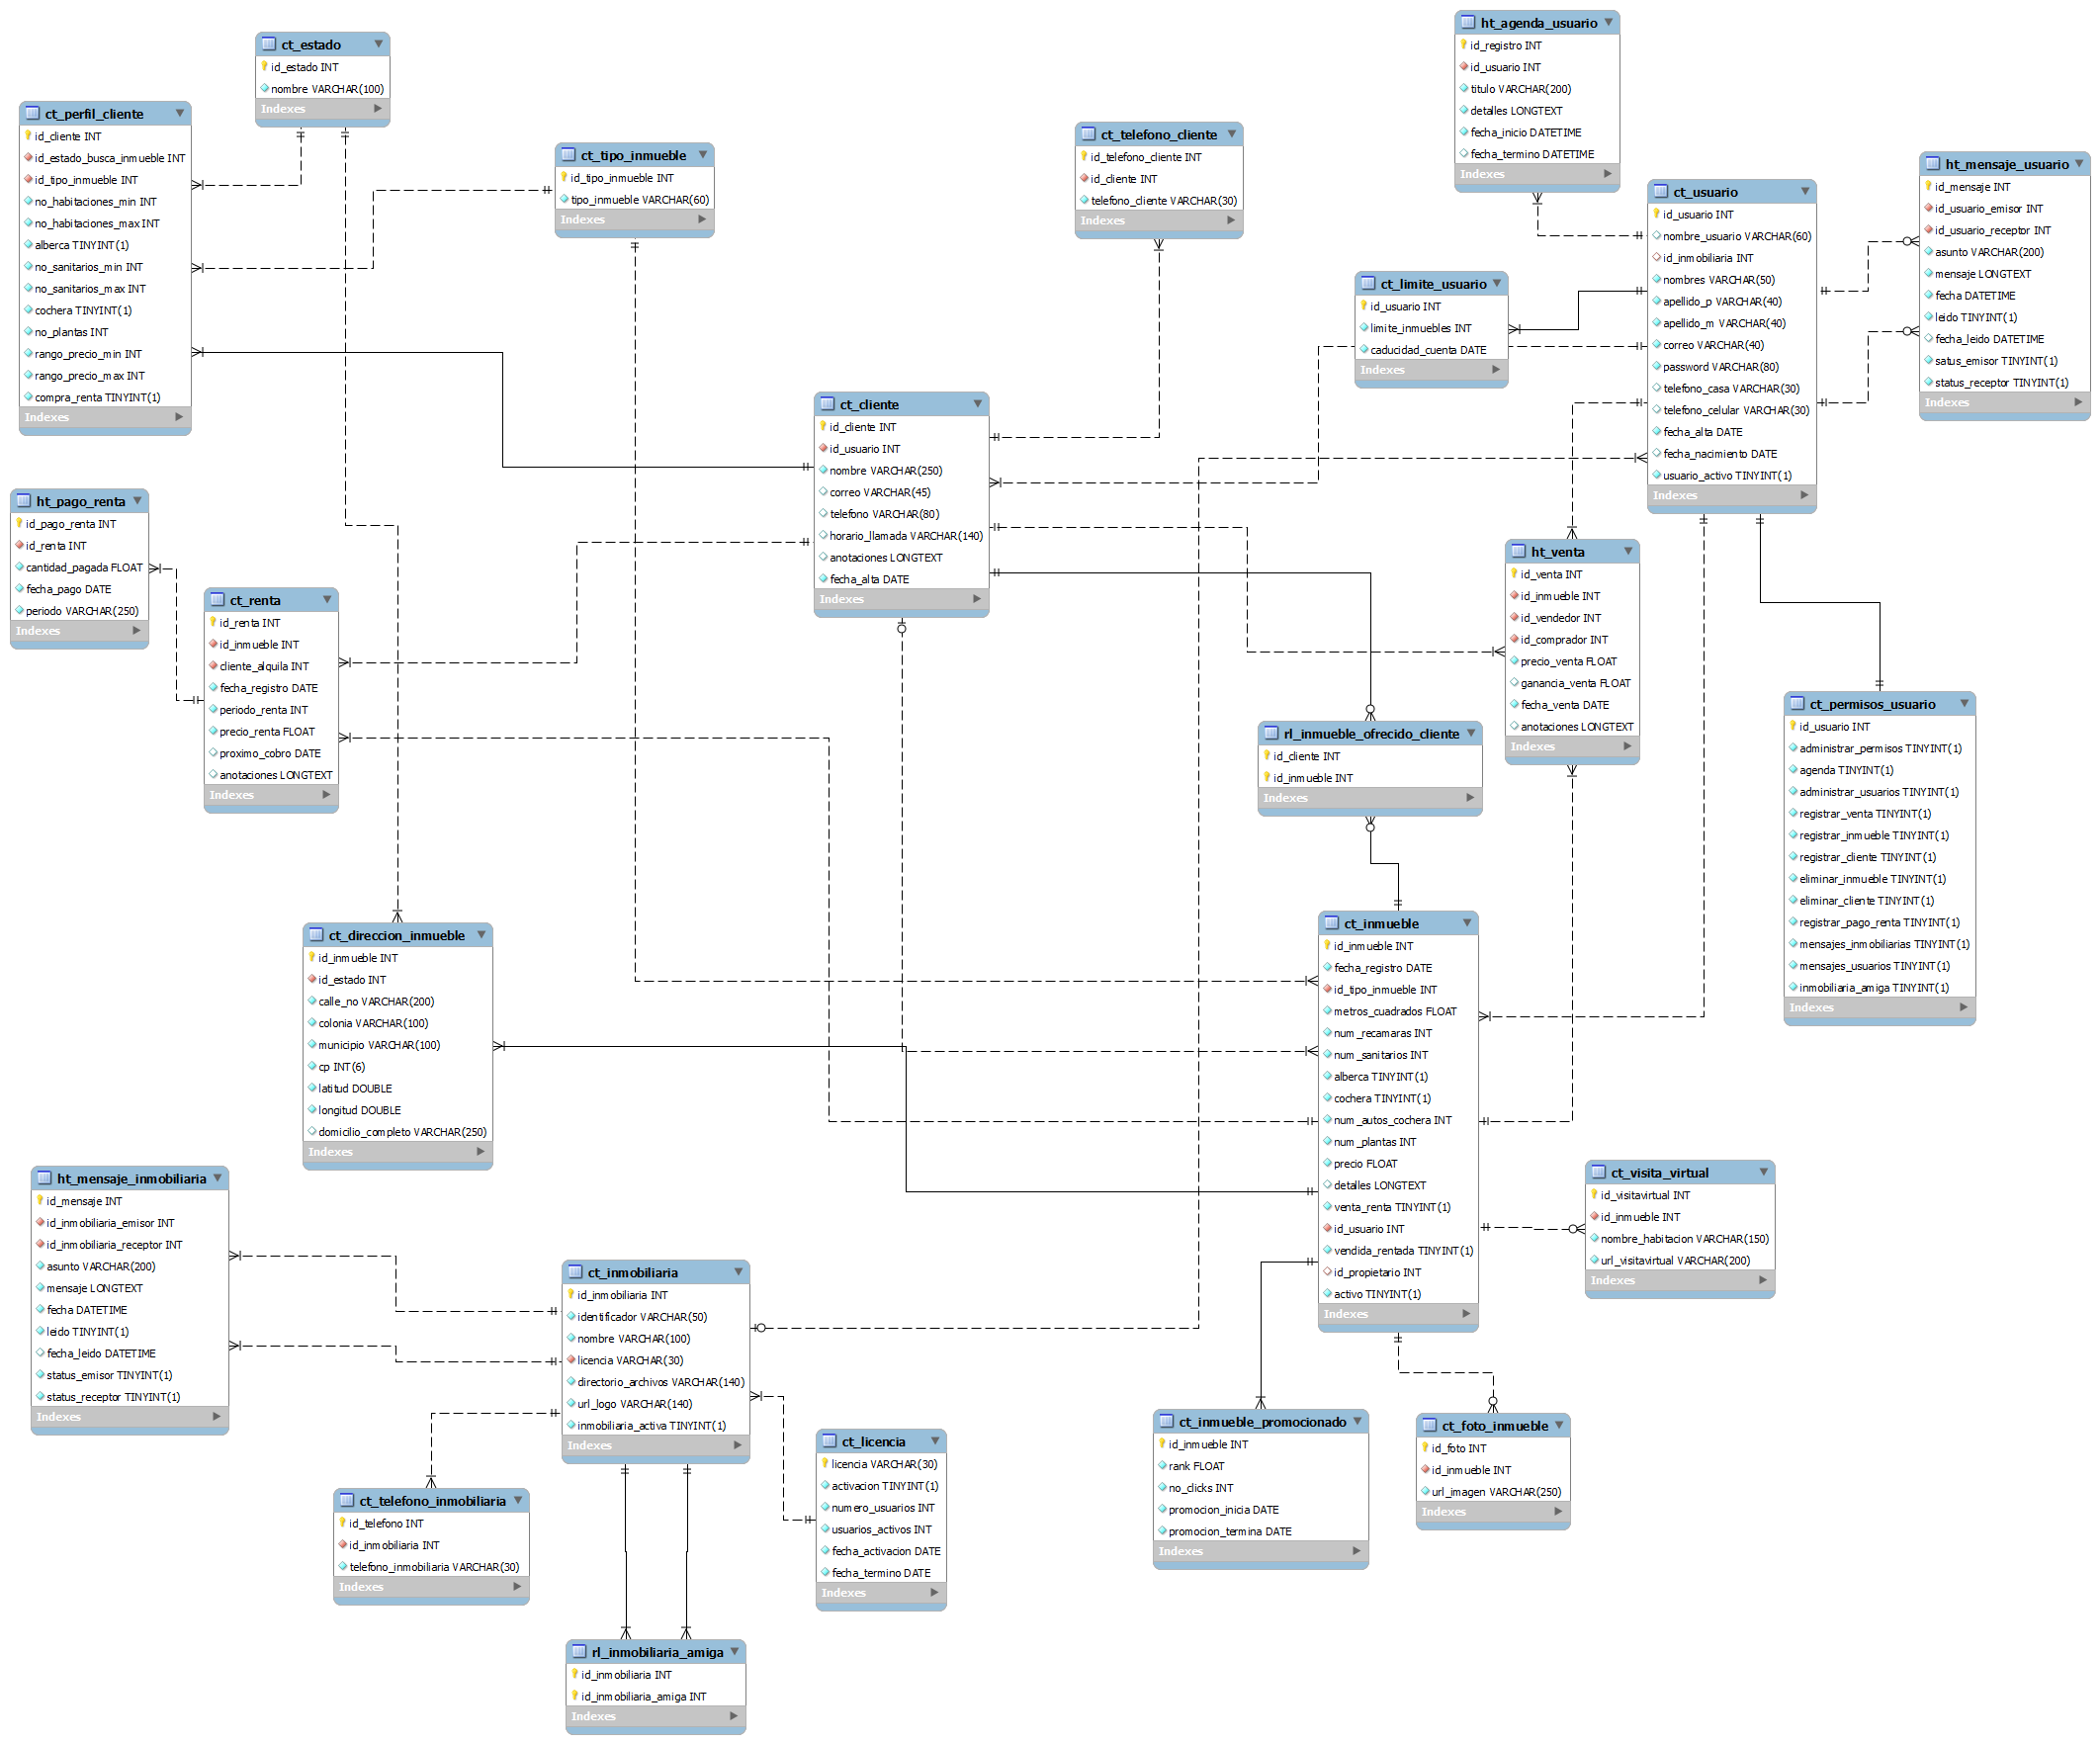 ct_estado
id_estado INT
nombre VARCHAR(100)
Indexes
ct_perfil_cliente
id_cliente INT
id_estado_busca_inmueble INT
id_tipo_inmueble INT
no_habitaciones_min INT
no_habitaciones_max INT
alberca TINYINT(1)
no_sanitarios_min INT
no_sanitarios_max INT
cochera TINYINT(1)
no_plantas INT
rango_precio_min INT
rango_precio_max INT
compra_renta TINYINT(1)
Indexes
ct_tipo_inmueble
id_tipo_inmueble INT
tipo_inmueble VARCHAR(60)
Indexes
ct_telefono_cliente
id_telefono_cliente INT
id_cliente INT
telefono_cliente VARCHAR(30)
Indexes
ht_agenda_usuario
id_registro INT
id_usuario INT
titulo VARCHAR(200)
detalles LONGTEXT
fecha_inicio DATETIME
fecha_termino DATETIME
Indexes
ct_usuario
id_usuario INT
nombre_usuario VARCHAR(60)
id_inmobiliaria INT
nombres VARCHAR(50)
apellido_p VARCHAR(40)
apellido_m VARCHAR(40)
correo VARCHAR(40)
password VARCHAR(80)
telefono_casa VARCHAR(30)
telefono_celular VARCHAR(30)
fecha_alta DATE
fecha_nacimiento DATE
usuario_activo TINYINT(1)
Indexes
ht_mensaje_usuario
id_mensaje INT
id_usuario_emisor INT
id_usuario_receptor INT
asunto VARCHAR(200)
mensaje LONGTEXT
fecha DATETIME
leido TINYINT(1)
fecha_leido DATETIME
satus_emisor TINYINT(1)
status_receptor TINYINT(1)
Indexes
ct_limite_usuario
id_usuario INT
limite_inmuebles INT
caducidad_cuenta DATE
Indexes
ct_cliente
id_cliente INT
id_usuario INT
nombre VARCHAR(250)
correo VARCHAR(45)
telefono VARCHAR(80)
horario_llamada VARCHAR(140)
anotaciones LONGTEXT
fecha_alta DATE
Indexes
ht_pago_renta
id_pago_renta INT
id_renta INT
cantidad_pagada FLOAT
fecha_pago DATE
periodo VARCHAR(250)
Indexes
ct_renta
id_renta INT
id_inmueble INT
cliente_alquila INT
fecha_registro DATE
periodo_renta INT
precio_renta FLOAT
proximo_cobro DATE
anotaciones LONGTEXT
Indexes
ht_venta
id_venta INT
id_inmueble INT
id_vendedor INT
id_comprador INT
precio_venta FLOAT
ganancia_venta FLOAT
fecha_venta DATE
anotaciones LONGTEXT
Indexes
ct_permisos_usuario
id_usuario INT
administrar_permisos TINYINT(1)
agenda TINYINT(1)
administrar_usuarios TINYINT(1)
registrar_venta TINYINT(1)
registrar_inmueble TINYINT(1)
registrar_cliente TINYINT(1)
eliminar_inmueble TINYINT(1)
eliminar_cliente TINYINT(1)
registrar_pago_renta TINYINT(1)
mensajes_inmobiliarias TINYINT(1)
mensajes_usuarios TINYINT(1)
inmobiliaria_amiga TINYINT(1)
Indexes
rl_inmueble_ofrecido_cliente
id_cliente INT
id_inmueble INT
Indexes
ct_direccion_inmueble
id_inmueble INT
id_estado INT
calle_no VARCHAR(200)
colonia VARCHAR(100)
municipio VARCHAR(100)
cp INT(6)
latitud DOUBLE
longitud DOUBLE
domicilio_completo VARCHAR(250)
Indexes
ct_inmueble
id_inmueble INT
fecha_registro DATE
id_tipo_inmueble INT
metros_cuadrados FLOAT
num_recamaras INT
num_sanitarios INT
alberca TINYINT(1)
cochera TINYINT(1)
num_autos_cochera INT
num_plantas INT
precio FLOAT
detalles LONGTEXT
venta_renta TINYINT(1)
id_usuario INT
vendida_rentada TINYINT(1)
id_propietario INT
activo TINYINT(1)
Indexes
ct_visita_virtual
id_visitavirtual INT
id_inmueble INT
nombre_habitacion VARCHAR(150)
url_visitavirtual VARCHAR(200)
Indexes
ht_mensaje_inmobiliaria
id_mensaje INT
id_inmobiliaria_emisor INT
id_inmobiliaria_receptor INT
asunto VARCHAR(200)
mensaje LONGTEXT
fecha DATETIME
leido TINYINT(1)
fecha_leido DATETIME
status_emisor TINYINT(1)
status_receptor TINYINT(1)
Indexes
ct_inmobiliaria
id_inmobiliaria INT
identificador VARCHAR(50)
nombre VARCHAR(100)
licencia VARCHAR(30)
directorio_archivos VARCHAR(140)
url_logo VARCHAR(140)
inmobiliaria_activa TINYINT(1)
Indexes
ct_licencia
licencia VARCHAR(30)
activacion TINYINT(1)
numero_usuarios INT
usuarios_activos INT
fecha_activacion DATE
fecha_termino DATE
Indexes
ct_inmueble_promocionado
id_inmueble INT
rank FLOAT
no_clicks INT
promocion_inicia DATE
promocion_termina DATE
Indexes
ct_foto_inmueble
id_foto INT
id_inmueble INT
url_imagen VARCHAR(250)
Indexes
ct_telefono_inmobiliaria
id_telefono INT
id_inmobiliaria INT
telefono_inmobiliaria VARCHAR(30)
Indexes
rl_inmobiliaria_amiga
id_inmobiliaria INT
id_inmobiliaria_amiga INT
Indexes